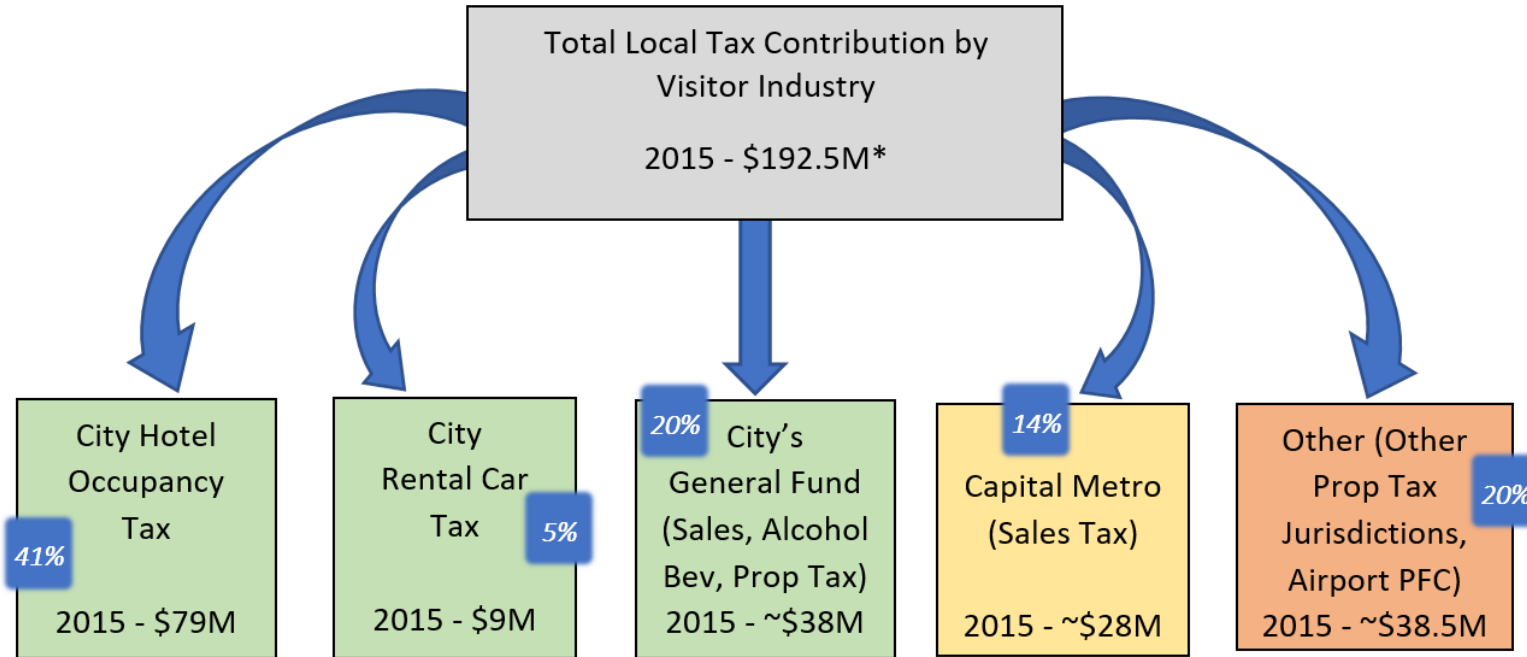 Total Local Tax Contribution by
Visitor Industry
2015 - $192.5M*
City Hotel
Occupancy
Tax
41%
2015 - $79M
City
Rental Car
Tax
5%
2015 - $9M
20%
City’s
General Fund
(Sales, Alcohol
Bev, Prop Tax)
2015 - ~$38M
14%
Capital Metro
(Sales Tax)
2015 - ~$28M
Other (Other
Prop Tax
20%
Jurisdictions,
Airport PFC)
2015 - ~$38.5M